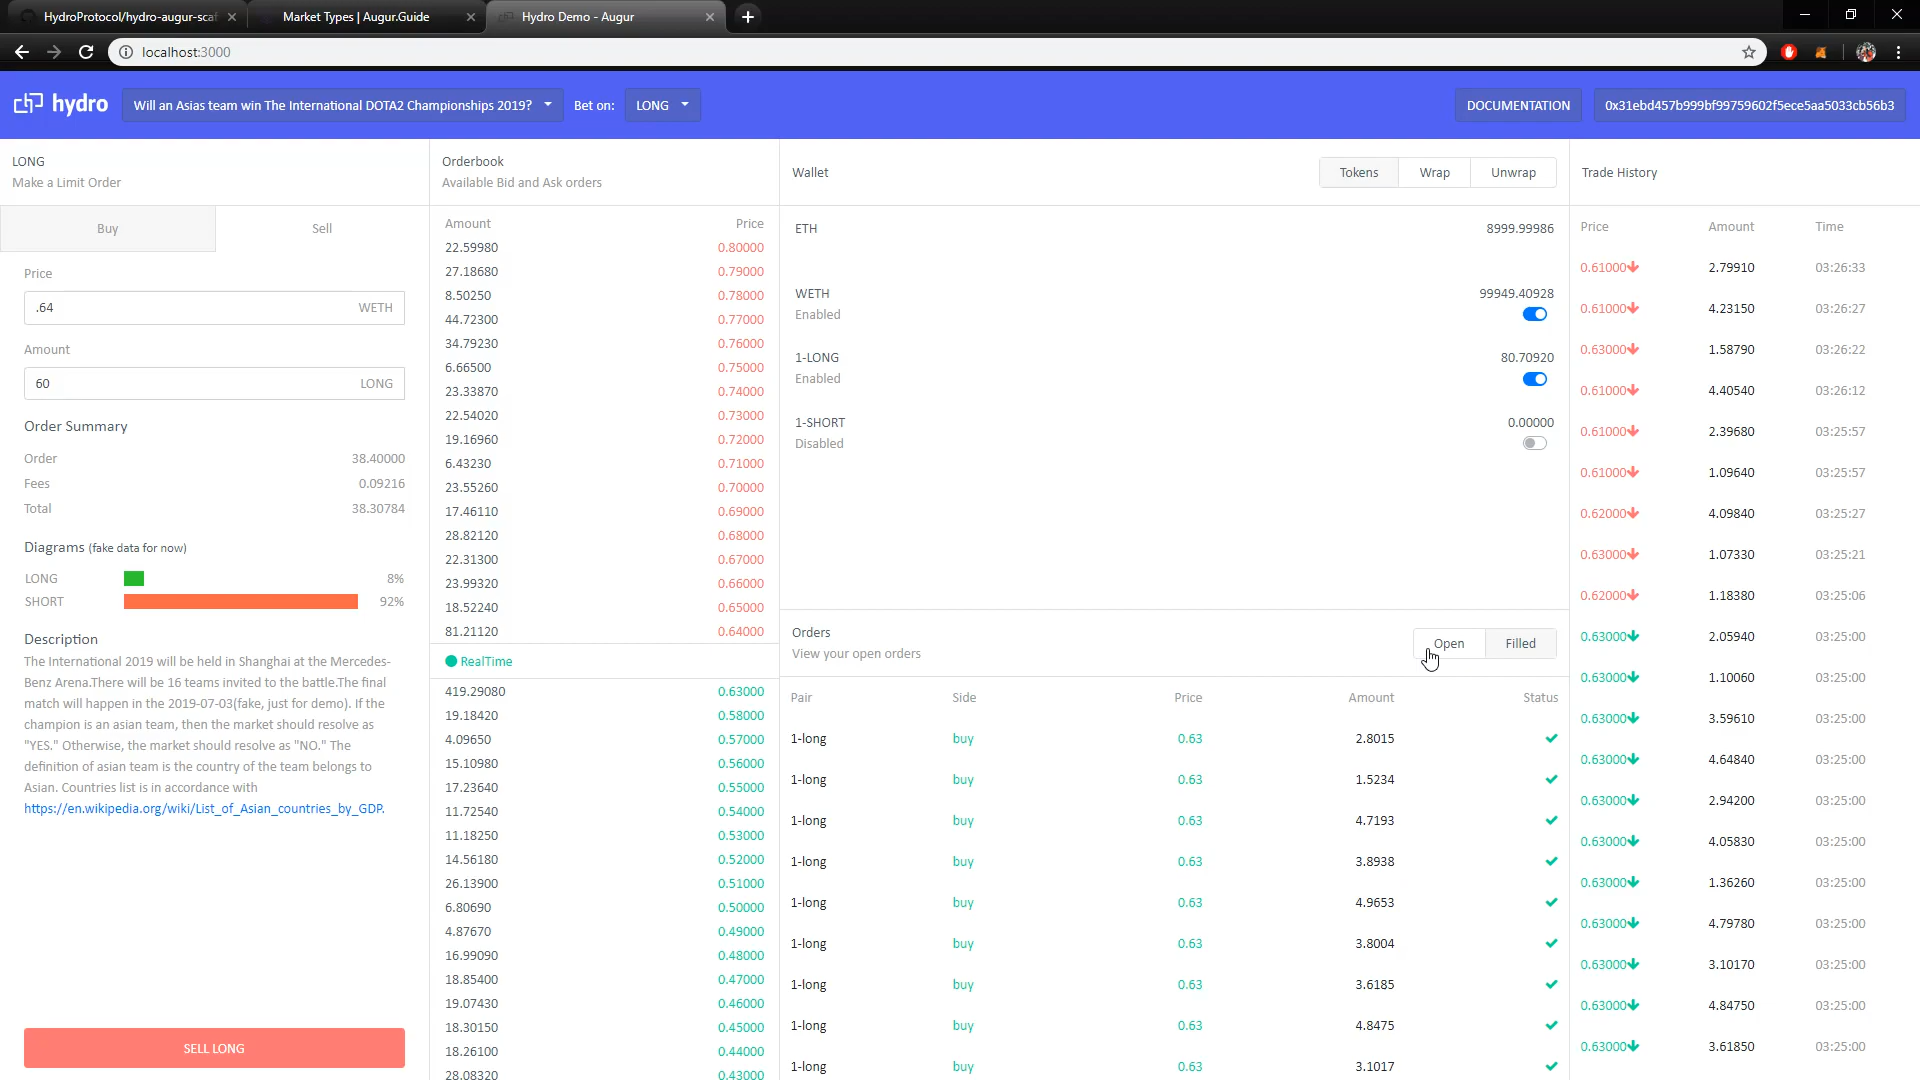 HydroProtocol/hydro-augur-scaf
Market Types | Augur.Guide
Hydro Demo - Augur
localhost:3000
hydro
Will an Asias team win The International DOTA2 Championships 2019?
Bet on:
LONG
DOCUMENTATION
0x31ebd457b999bf99759602f5ece5aa5033cb56b3
LONG
Make a Limit Order
Buy
Sell
Price
.64
WETH
Amount
60
LONG
Order Summary
Order 38.40000
Fees 0.09216
Total 38.30784
Diagrams (fake data for now)
LONG 8%
SHORT 92%
Description
The International 2019 will be held in Shanghai at the Mercedes-
Benz Arena.There will be 16 teams invited to the battle.The final
match will happen in the 2019-07-03(fake, just for demo). If the
champion is an asian team, then the market should resolve as
"YES." Otherwise, the market should resolve as "NO." The
definition of asian team is the country of the team belongs to
Asian. Countries list is in accordance with
https://en.wikipedia.org/wiki/List_of_Asian_countries_by_GDP.
SELL LONG
Orderbook
Available Bid and Ask orders
Amount Price
22.59980 0.80000
27.18680 0.79000
8.50250 0.78000
44.72300 0.77000
34.79230 0.76000
6.66500 0.75000
23.33870 0.74000
22.54020 0.73000
19.16960 0.72000
6.43230 0.71000
23.55260 0.70000
17.46110 0.69000
28.82120 0.68000
22.31300 0.67000
23.99320 0.66000
18.52240 0.65000
81.21120 0.64000
RealTime
419.29080 0.63000
19.18420 0.58000
4.09650 0.57000
15.10980 0.56000
17.23640 0.55000
11.72540 0.54000
11.18250 0.53000
14.56180 0.52000
26.13900 0.51000
6.80690 0.50000
4.87670 0.49000
16.99090 0.48000
18.85400 0.47000
19.07430 0.46000
18.30150 0.45000
18.26100 0.44000
28.08320 0.43000
Wallet
Tokens
Wrap
Unwrap
ETH 8999.99986
WETH 99949.40928
Enabled
1-LONG 80.70920
Enabled
1-SHORT 0.00000
Disabled
Orders
View your open orders
Open
Filled
Pair Side Price Amount Status
1-long buy 0.63 2.8015
1-long buy 0.63 1.5234
1-long buy 0.63 4.7193
1-long buy 0.63 3.8938
1-long buy 0.63 4.9653
1-long buy 0.63 3.8004
1-long buy 0.63 3.6185
1-long buy 0.63 4.8475
1-long buy 0.63 3.1017
Trade History
Price Amount Time
0.61000 2.79910 03:26:33
0.61000 4.23150 03:26:27
0.63000 1.58790 03:26:22
0.61000 4.40540 03:26:12
0.61000 2.39680 03:25:57
0.61000 1.09640 03:25:57
0.62000 4.09840 03:25:27
0.63000 1.07330 03:25:21
0.62000 1.18380 03:25:06
0.63000 2.05940 03:25:00
0.63000 1.10060 03:25:00
0.63000 3.59610 03:25:00
0.63000 4.64840 03:25:00
0.63000 2.94200 03:25:00
0.63000 4.05830 03:25:00
0.63000 1.36260 03:25:00
0.63000 4.79780 03:25:00
0.63000 3.10170 03:25:00
0.63000 4.84750 03:25:00
0.63000 3.61850 03:25:00